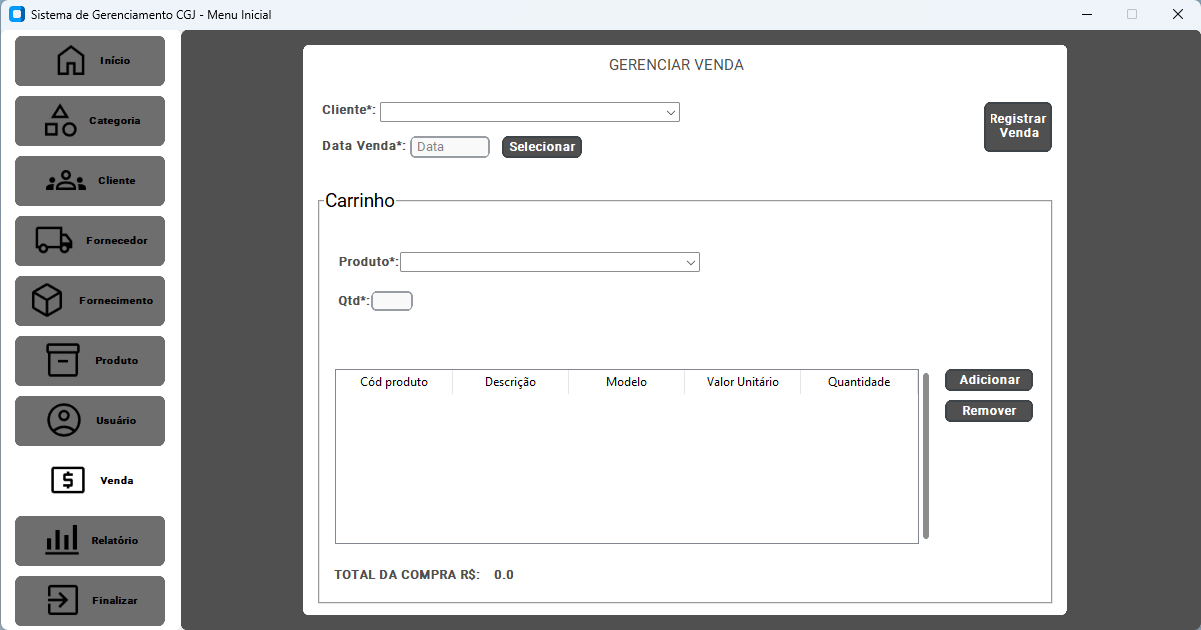 Sistema de Gerenciamento CGJ - Menu Inicial
Início
Categoria
Cliente
Fornecedor
Fornecimento
Produto
Usuário
Venda
Relatório
Finalizar
GERENCIAR VENDA
Cliente*:
Data Venda*: Data Selecionar
Registrar
Venda
Carrinho
Produto*:
Qtd*:
Cód produto Descrição Modelo Valor Unitário Quantidade
Adicionar
Remover
TOTAL DA COMPRA R$: 0.0